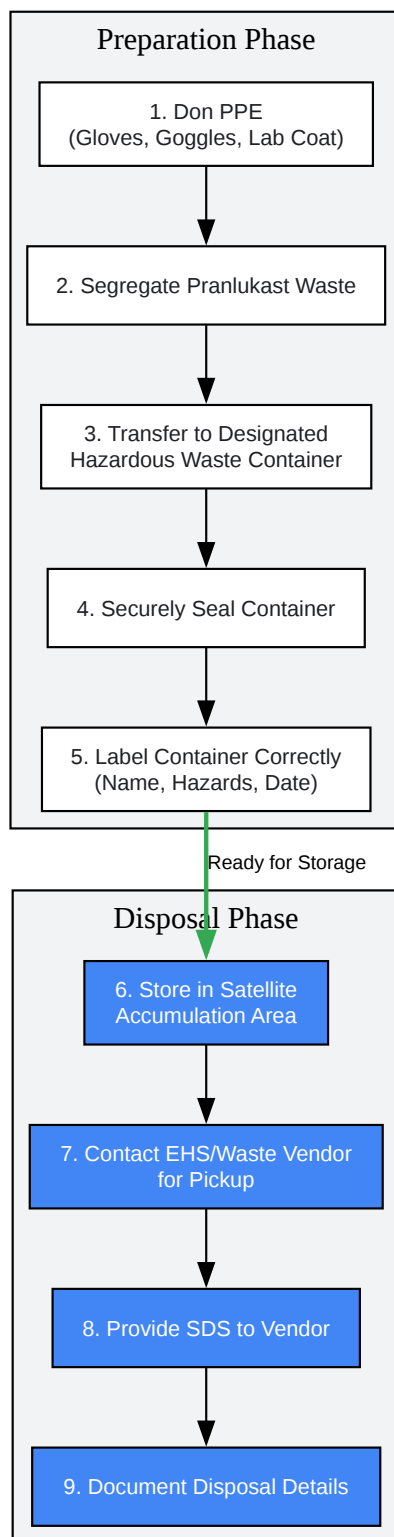 Preparation Phase
1. Don PPE
(Gloves, Goggles, Lab Coat)
2. Segregate Pranlukast Waste
3. Transfer to Designated
Hazardous Waste Container
4. Securely Seal Container
5. Label Container Correctly
(Name, Hazards, Date)
Ready for Storage
Disposal Phase
6. Store in Satellite
Accumulation Area
7. Contact EHS/Waste Vendor
for Pickup
8. Provide SDS to Vendor
9. Document Disposal Details